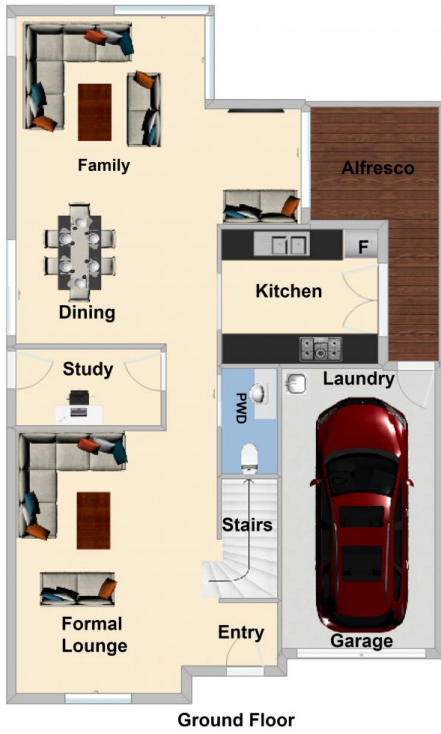 Family
Alfresco
F
Kitchen
Dining
Study
Laundry
PWD
Stairs
Formal
Lounge
Entry
Garage
Ground Floor